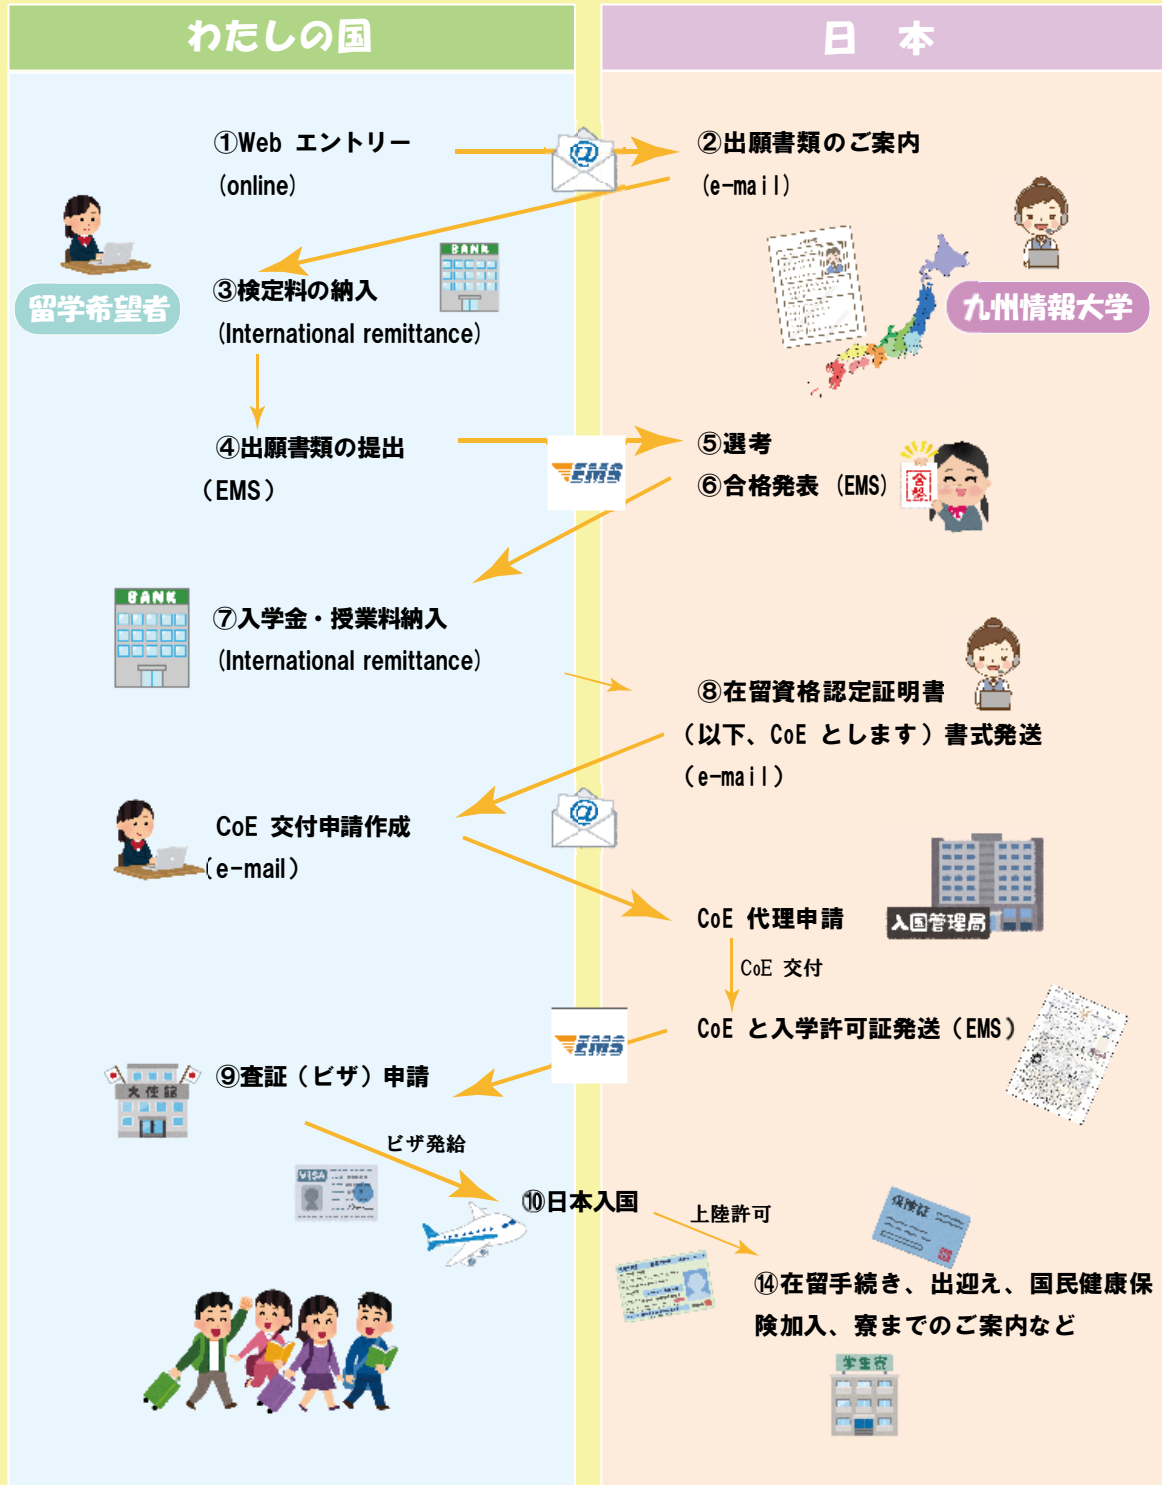 わたしの国
日 本
①Web エントリー
(online)
②出願書類のご案内
(e-mail)
留学希望者
BANK
③検定料の納入
(International remittance)
九州情報大学
④出願書類の提出
(EMS)
EMS
⑤選考
⑥合格発表 (EMS)
合格
BANK
⑦入学金・授業料納入
(International remittance)
⑧在留資格認定証明書
(以下、CoE とします) 書式発送
(e-mail)
CoE 交付申請作成
(e-mail)
CoE 代理申請
入国管理局
CoE 交付
CoE と入学許可証発送 (EMS)
EMS
大使館
⑨査証 (ビザ) 申請
ビザ発給
VISA
⑩日本入国
上陸許可
保険証
⑭在留手続き、出迎え、国民健康保
険加入、寮までのご案内など
学生寮